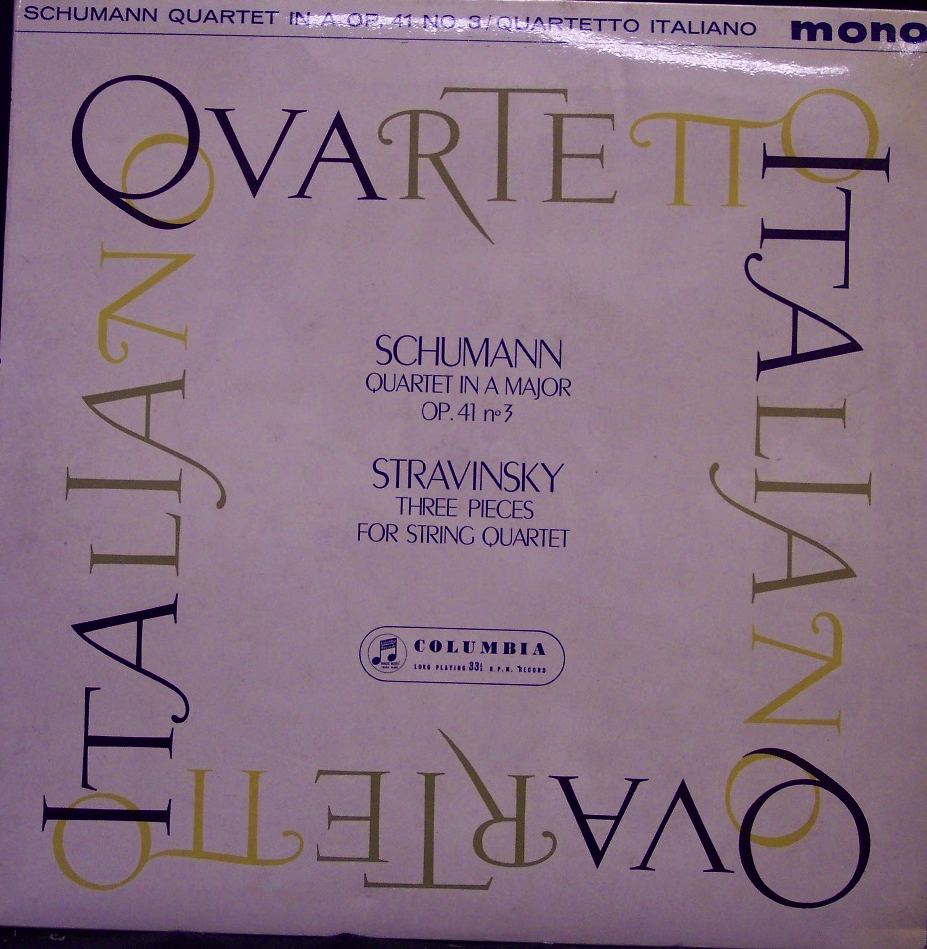 SCHUMANN QUARTET IN A OP. 41 NO. 3/QUARTETTO ITALIANO
mono
QVARTETTO
ITALIANO
SCHUMANN
QUARTET IN A MAJOR
OP. 41 nº 3
STRAVINSKY
THREE PIECES
FOR STRING QUARTET
COLUMBIA
LONG PLAYING 33⅓ R.P.M. RECORD
QVARTETTO
ITALIANO